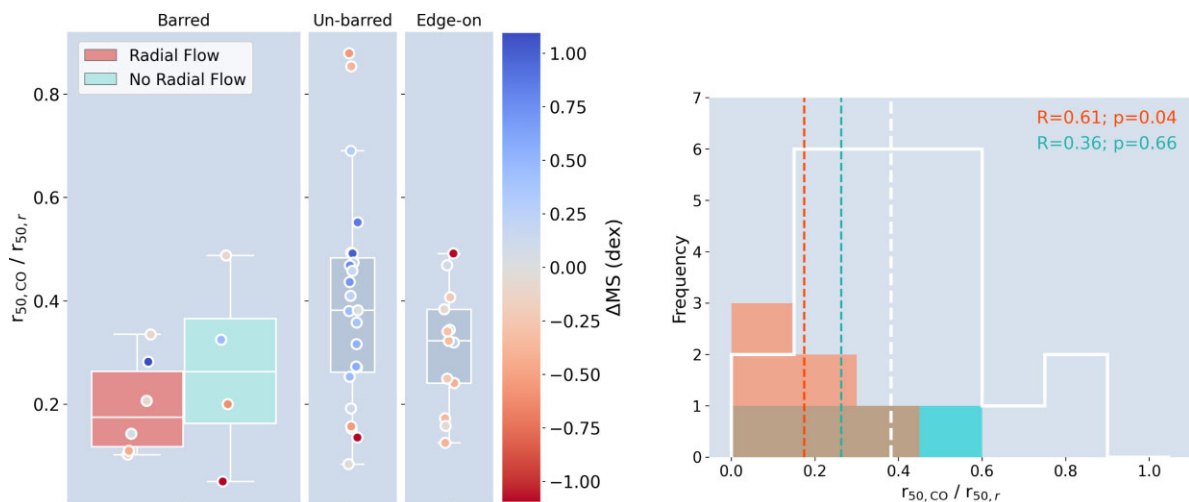 Barred
Un-barred
Edge-on
Radial Flow
No Radial Flow
0.8
0.6
0.4
0.2
r50,CO / r50,r
1.00
0.75
0.50
0.25
0.00
−0.25
−0.50
−0.75
−1.00
ΔMS (dex)
R=0.61; p=0.04
R=0.36; p=0.66
7
6
5
4
3
2
1
0
Frequency
0.0 0.2 0.4 0.6 0.8 1.0
r50,CO / r50,r